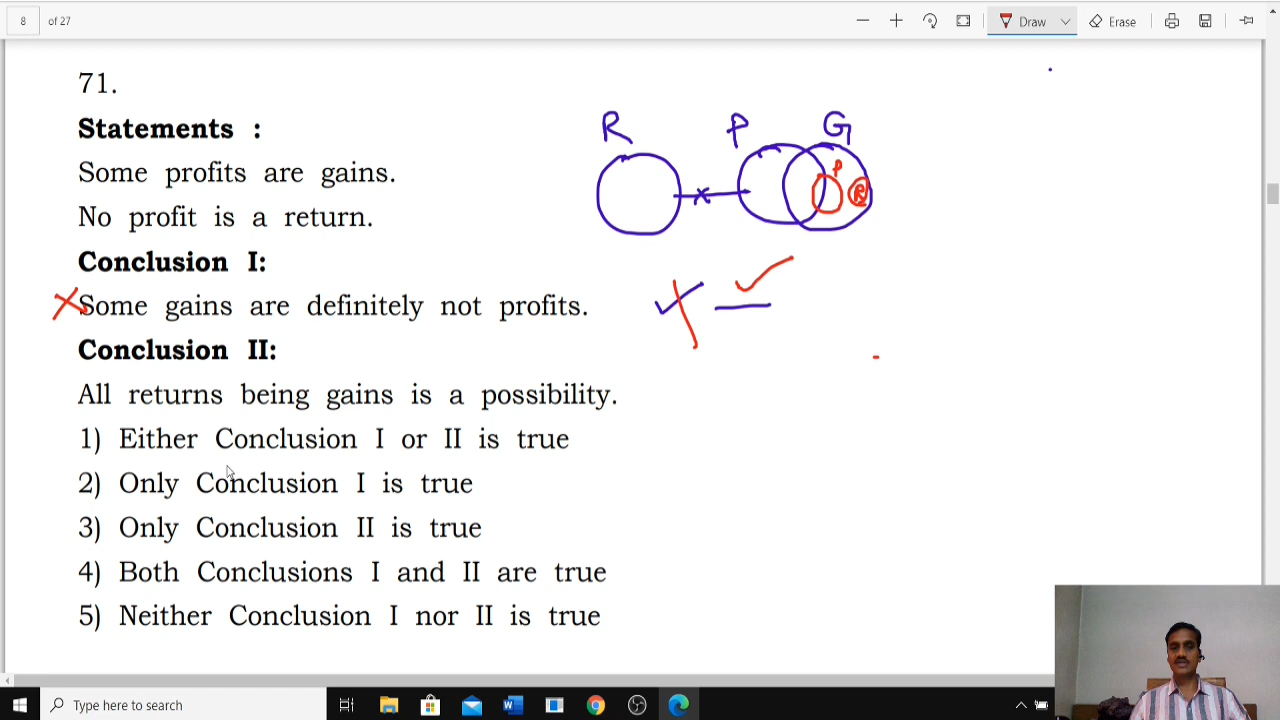 8 of 27
Draw
Erase
71.
Statements :
Some profits are gains.
No profit is a return.
Conclusion I:
Some gains are definitely not profits.
Conclusion II:
All returns being gains is a possibility.
1) Either Conclusion I or II is true
2) Only Conclusion I is true
3) Only Conclusion II is true
4) Both Conclusions I and II are true
5) Neither Conclusion I nor II is true
R P G
P R
Type here to search